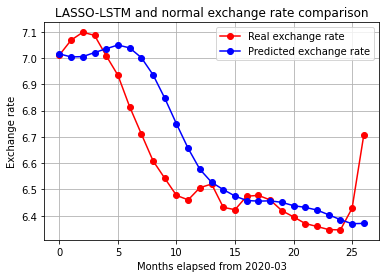 LASSO-LSTM and normal exchange rate comparison
Real exchange rate
Predicted exchange rate
7.1
7.0
6.9
6.8
6.7
6.6
6.5
6.4
Exchange rate
0 5 10 15 20 25
Months elapsed from 2020-03